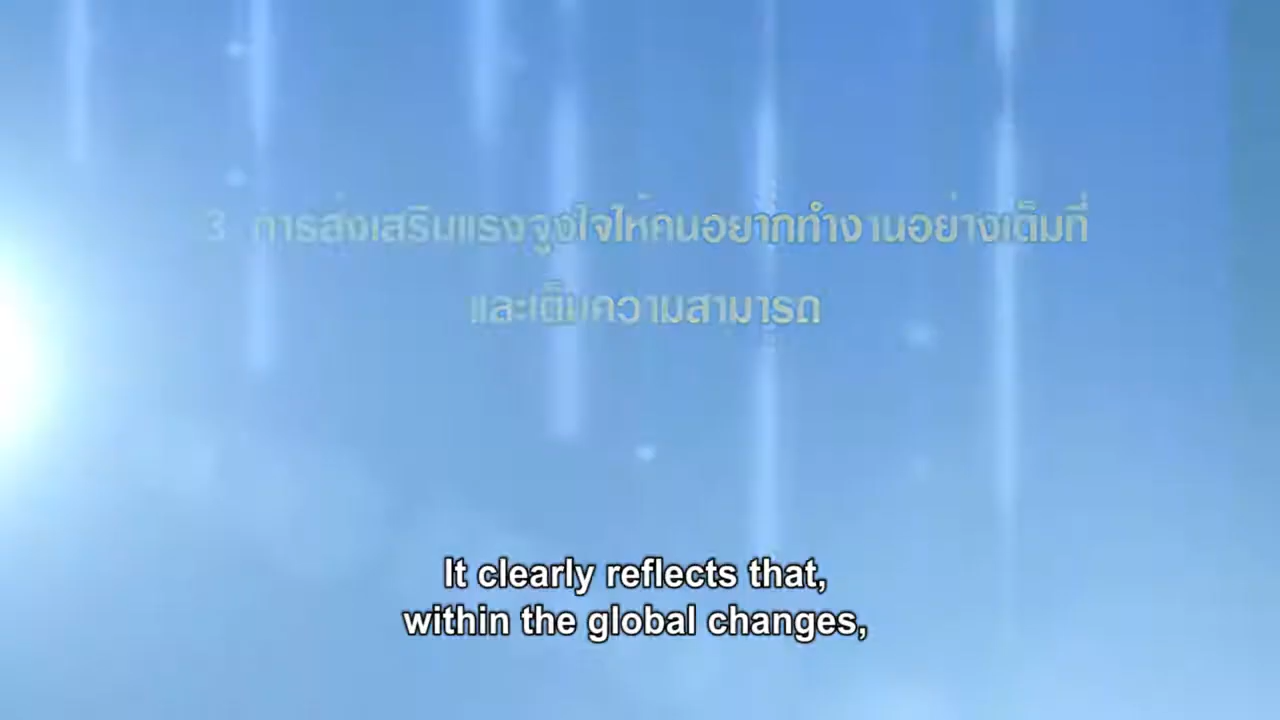 3 การส่งเสริมแรงจูงใจให้คนอยากทำงานอย่างเต็มที่
และเต็มความสามารถ
It clearly reflects that,
within the global changes,